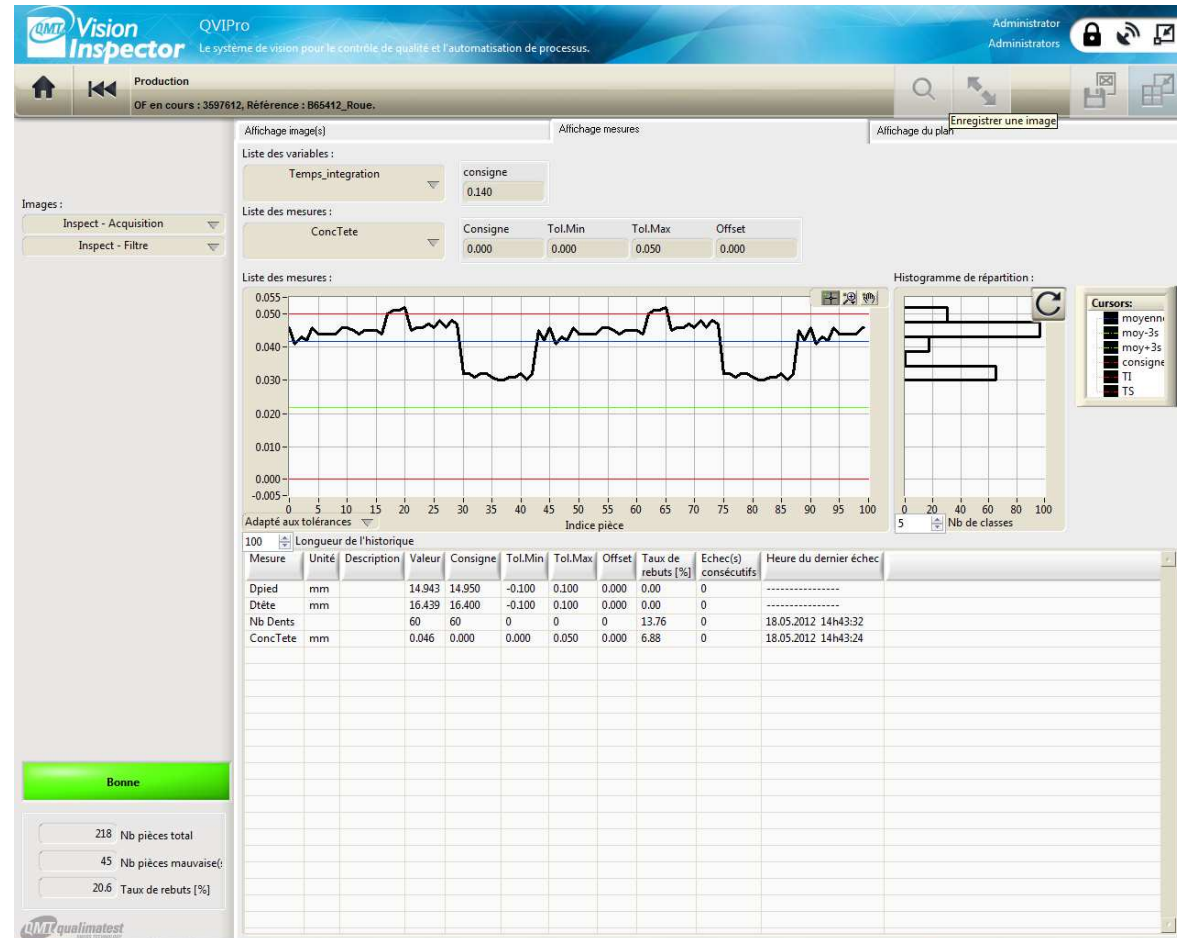 QMT Vision Inspector
QVIPro
Le système de vision pour le contrôle de qualité et l'automatisation de processus.
Administrator
Administrators
Production
OF en cours : 3597612, Référence : B65412_Roue.
Enregistrer une image
Affichage image(s)
Affichage mesures
Affichage du plan
Images :
Inspect - Acquisition
Inspect - Filtre
Liste des variables :
Temps_integration
consigne
0.140
Liste des mesures :
ConcTete
Consigne Tol.Min Tol.Max Offset
0.000 0.000 0.050 0.000
Liste des mesures :
0.055
0.050
0.040
0.030
0.020
0.010
0.000
-0.005
0 5 10 15 20 25 30 35 40 45 50 55 60 65 70 75 80 85 90 95 100
Indice pièce
Adapté aux tolérances
100 Longueur de l'historique
Histogramme de répartition :
0 20 40 60 80 100
5 Nb de classes
Cursors:
moyenn
moy-3s
moy+3s
consigne
TI
TS
Mesure Unité Description Valeur Consigne Tol.Min Tol.Max Offset Taux de rebuts [%] Echec(s) consécutifs Heure du dernier échec
Dpied mm 14.943 14.950 -0.100 0.100 0.000 0.00 0 ----------------
Dtête mm 16.439 16.400 -0.100 0.100 0.000 0.00 0 ----------------
Nb Dents 60 60 0 0 0 13.76 0 18.05.2012 14h43:32
ConcTete mm 0.046 0.000 0.000 0.050 0.000 6.88 0 18.05.2012 14h43:24
Bonne
218 Nb pièces total
45 Nb pièces mauvaise(
20.6 Taux de rebuts [%]
QMT qualimatest